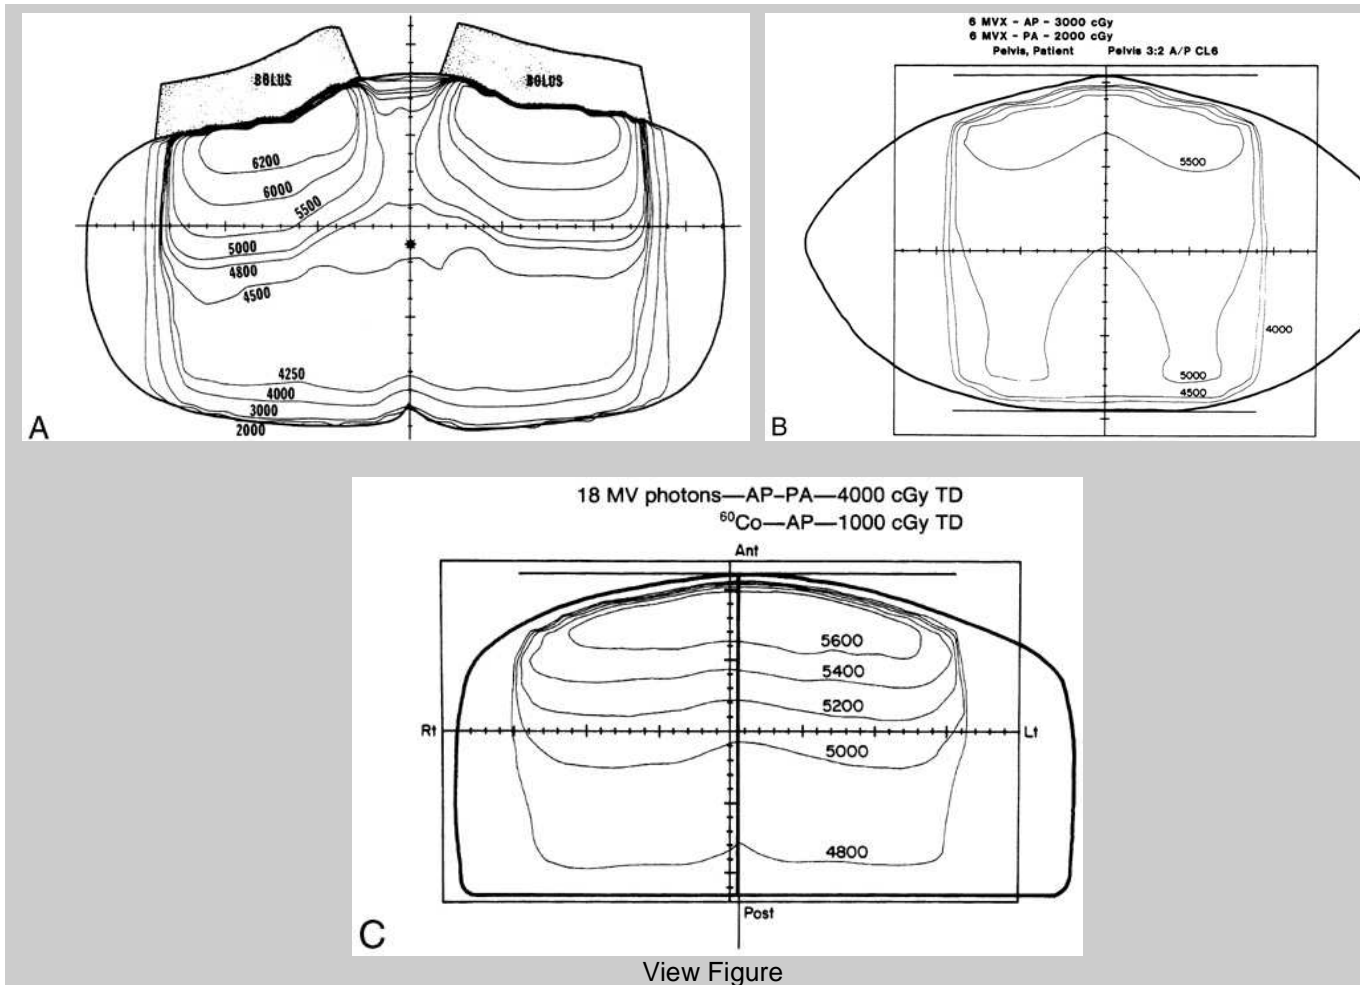 BOLUS
BOLUS
6200
6000
5500
5000
4800
4500
4250
4000
3000
2000
A
6 MVX - AP - 3000 cGy
6 MVX - PA - 2000 cGy
Pelvis, Patient Pelvis 3:2 A/P CL6
5500
4000
5000
4500
B
18 MV photons—AP-PA—4000 cGy TD
⁶⁰Co—AP—1000 cGy TD
Ant
5600
5400
5200
Rt
Lt
5000
4800
Post
C
View Figure